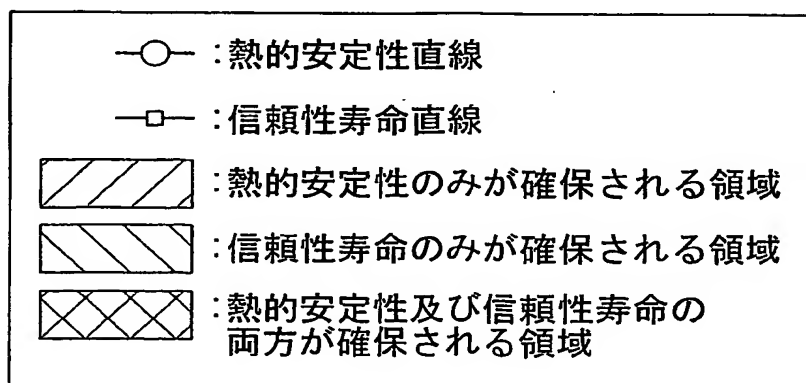 :熱的安定性直線
:信頼性寿命直線
:熱的安定性のみが確保される領域
:信頼性寿命のみが確保される領域
:熱的安定性及び信頼性寿命の
両方が確保される領域